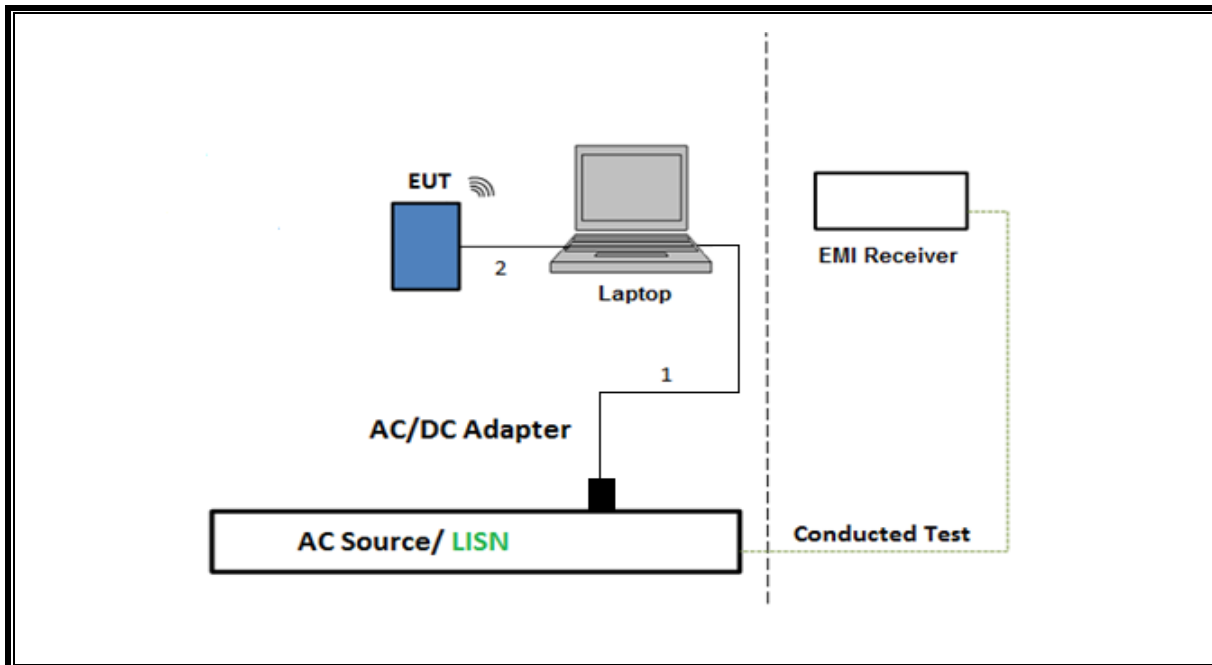 EUT
2
Laptop
EMI Receiver
1
AC/DC Adapter
AC Source/ LISN
Conducted Test